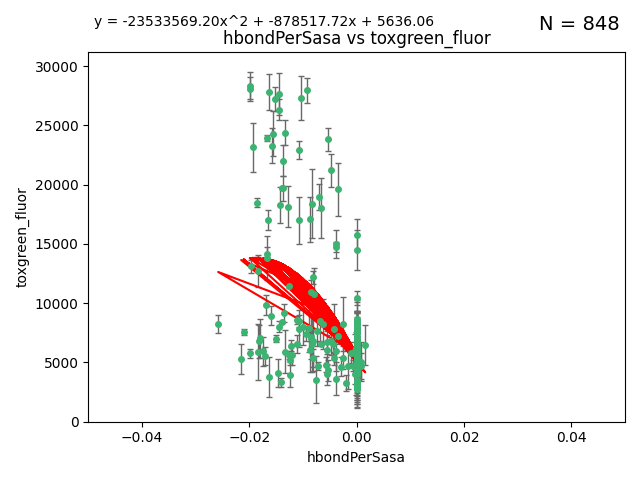 y = -23533569.20x^2 + -878517.72x + 5636.06
N = 848
hbondPerSasa vs toxgreen_fluor
toxgreen_fluor
30000
25000
20000
15000
10000
5000
0
−0.04
−0.02
0.00
0.02
0.04
hbondPerSasa